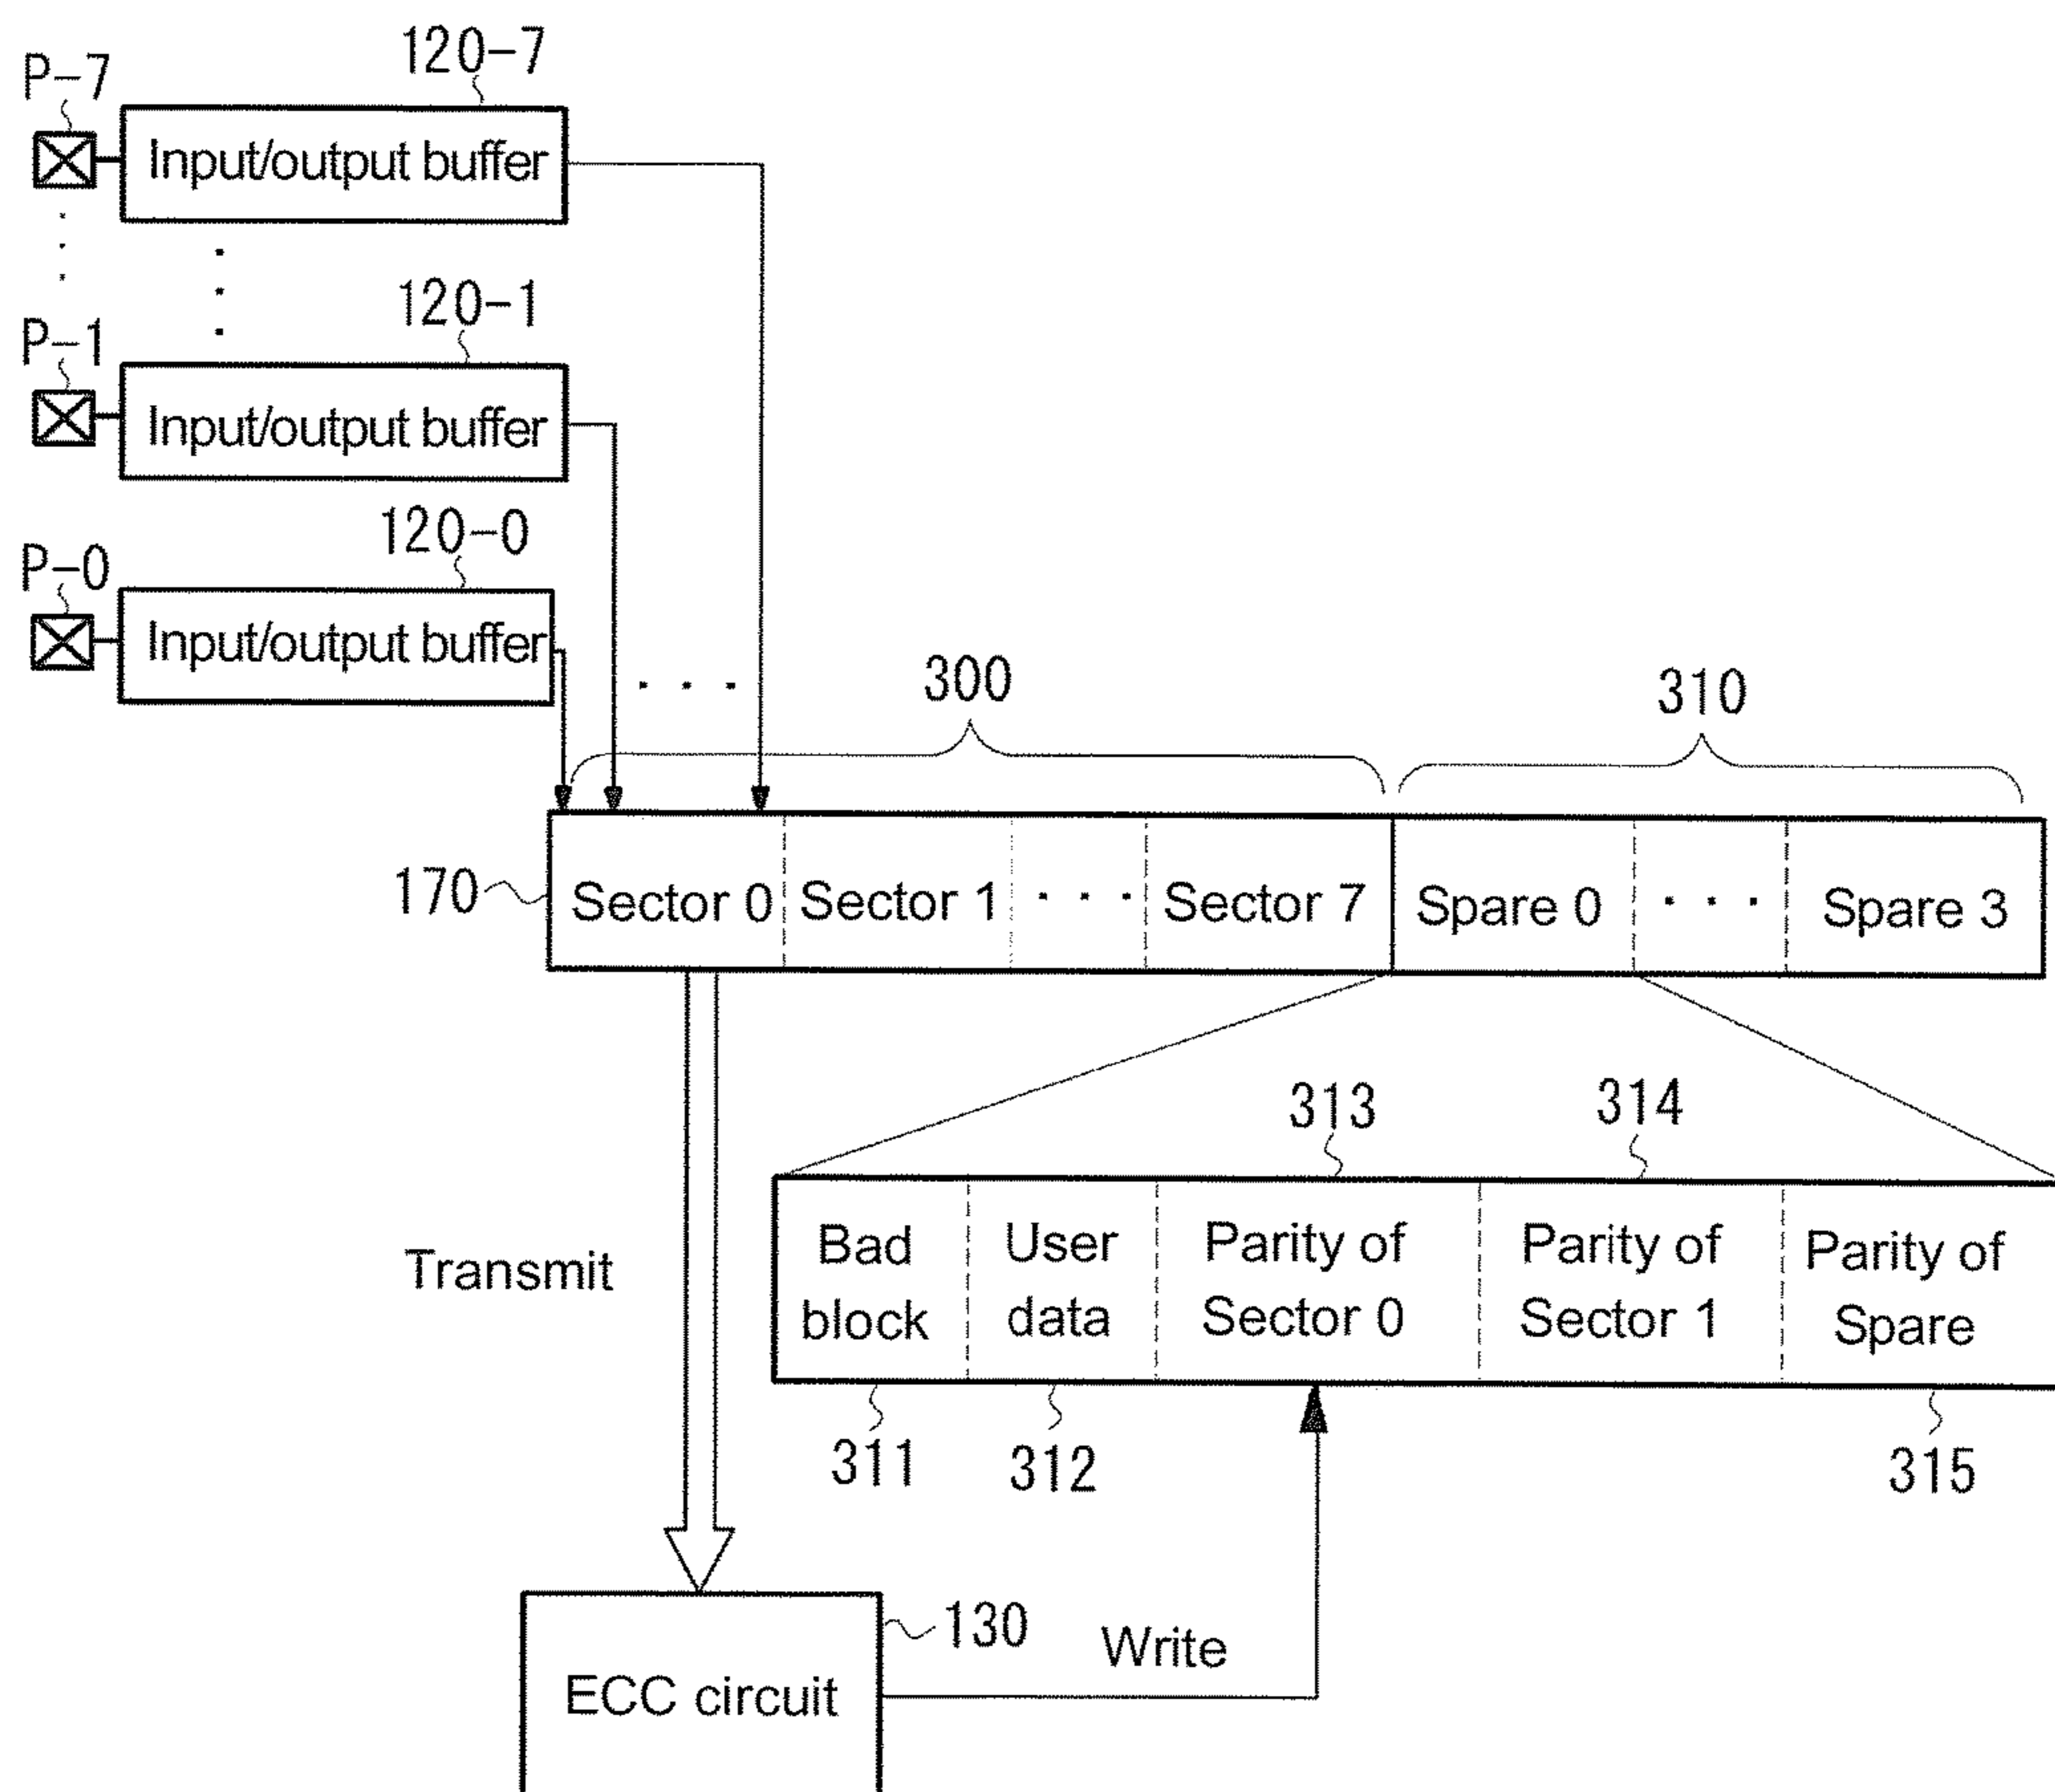 120-7
P-7
Input/output buffer
120-1
P-1
Input/output buffer
120-0
P-0
Input/output buffer
300
310
170
Sector 0
Sector 1
. . .
Sector 7
Spare 0
. . .
Spare 3
313
314
Transmit
Bad
block
User
data
Parity of
Sector 0
Parity of
Sector 1
Parity of
Spare
311
312
315
130
Write
ECC circuit